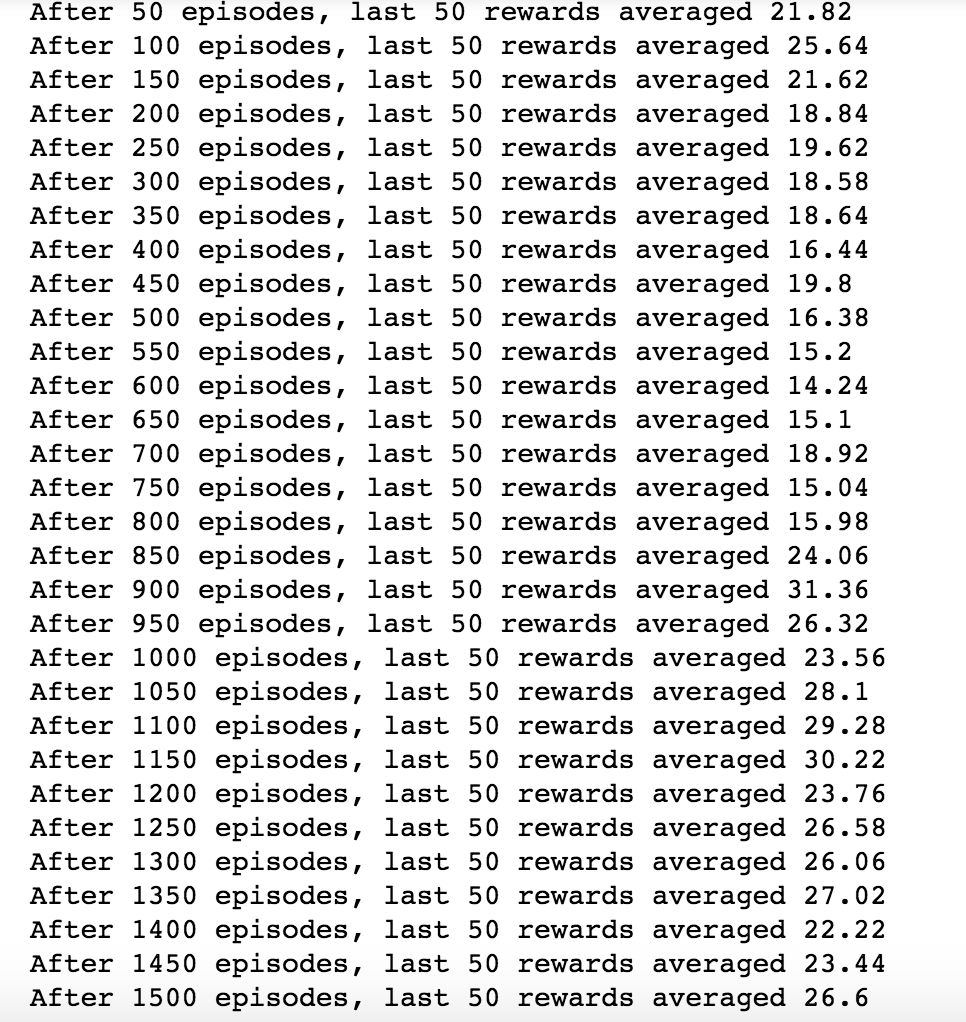 After 50 episodes, last 50 rewards averaged 21.82
After 100 episodes, last 50 rewards averaged 25.64
After 150 episodes, last 50 rewards averaged 21.62
After 200 episodes, last 50 rewards averaged 18.84
After 250 episodes, last 50 rewards averaged 19.62
After 300 episodes, last 50 rewards averaged 18.58
After 350 episodes, last 50 rewards averaged 18.64
After 400 episodes, last 50 rewards averaged 16.44
After 450 episodes, last 50 rewards averaged 19.8
After 500 episodes, last 50 rewards averaged 16.38
After 550 episodes, last 50 rewards averaged 15.2
After 600 episodes, last 50 rewards averaged 14.24
After 650 episodes, last 50 rewards averaged 15.1
After 700 episodes, last 50 rewards averaged 18.92
After 750 episodes, last 50 rewards averaged 15.04
After 800 episodes, last 50 rewards averaged 15.98
After 850 episodes, last 50 rewards averaged 24.06
After 900 episodes, last 50 rewards averaged 31.36
After 950 episodes, last 50 rewards averaged 26.32
After 1000 episodes, last 50 rewards averaged 23.56
After 1050 episodes, last 50 rewards averaged 28.1
After 1100 episodes, last 50 rewards averaged 29.28
After 1150 episodes, last 50 rewards averaged 30.22
After 1200 episodes, last 50 rewards averaged 23.76
After 1250 episodes, last 50 rewards averaged 26.58
After 1300 episodes, last 50 rewards averaged 26.06
After 1350 episodes, last 50 rewards averaged 27.02
After 1400 episodes, last 50 rewards averaged 22.22
After 1450 episodes, last 50 rewards averaged 23.44
After 1500 episodes, last 50 rewards averaged 26.6